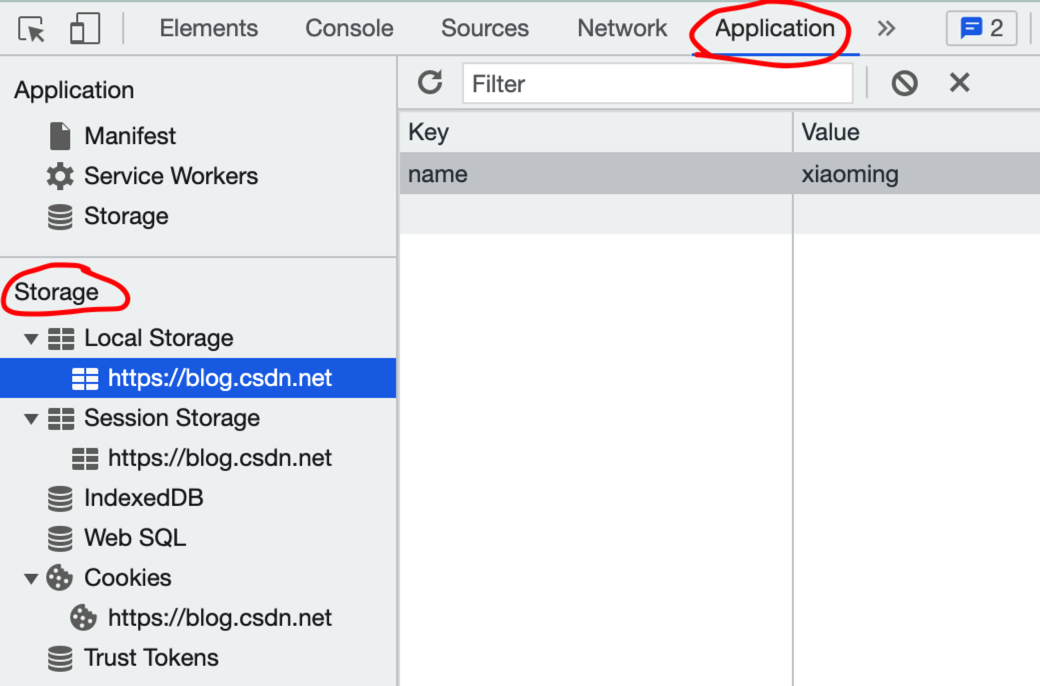 Elements Console Sources Network Application 2
Application
Manifest
Service Workers
Storage
Storage
Local Storage
https://blog.csdn.net
Session Storage
https://blog.csdn.net
IndexedDB
Web SQL
Cookies
https://blog.csdn.net
Trust Tokens
Filter
Key Value
name xiaoming